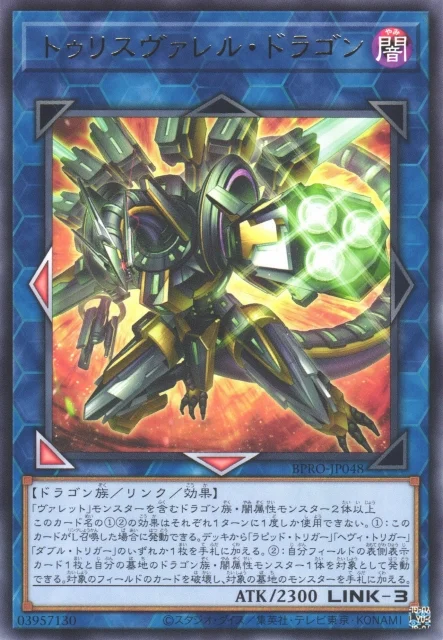 トゥリスヴァレル・ドラゴン
闇
BPRO-JP048
【ドラゴン族／リンク／効果】
「ヴァレット」モンスターを含むドラゴン族・闇属性モンスター2体以上
このカード名の①②の効果はそれぞれ1ターンに1度しか使用できない。①：この
カードがL召喚した場合に発動できる。デッキから「ラピッド・トリガー」「ヘヴィ・トリガー」
「ダブル・トリガー」のいずれか1枚を手札に加える。②：自分フィールドの表側表示
カード1枚と自分の墓地のドラゴン族モンスター1体を対象として発動
できる。対象のフィールドのカードを破壊し、対象の墓地のモンスターを手札に加える。
ATK/2300 LINK-3
03957130 ©スタジオ・ダイス／集英社・テレビ東京・KONAMI